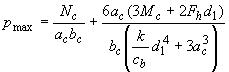 p_max = N_c / (a_c b_c) + 6a_c(3M_c + 2F_h d_1) / (b_c (k/c_b d_1^4 + 3a_c^3))